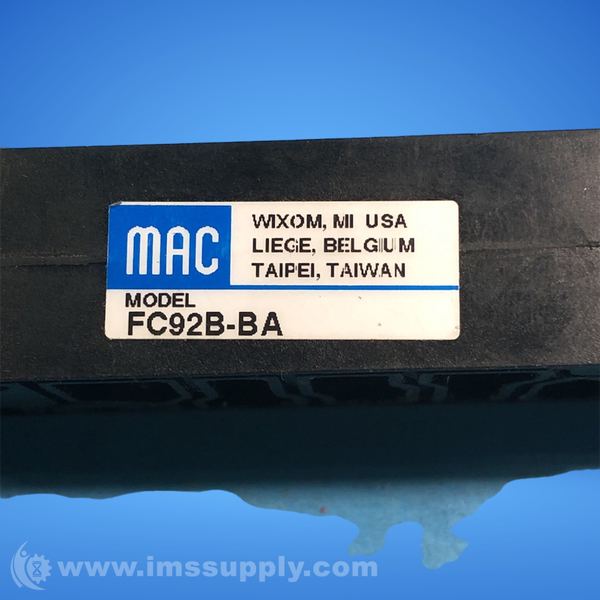 MAC
WIXOM, MI USA
LIEGE, BELGIUM
TAIPEI, TAIWAN
MODEL
FC92B-BA
www.imssupply.com